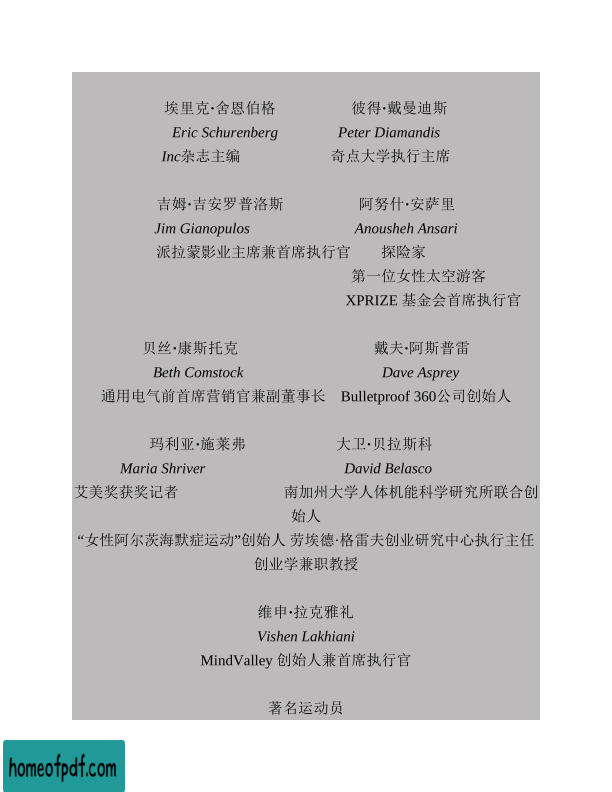 埃里克·舍恩伯格 彼得·戴曼迪斯
Eric Schurenberg Peter Diamandis
Inc杂志主编 奇点大学执行主席
吉姆·吉安罗普洛斯 阿努什·安萨里
Jim Gianopulos Anousheh Ansari
派拉蒙影业主席兼首席执行官 探险家
第一位女性太空游客
XPRIZE 基金会首席执行官
贝丝·康斯托克 戴夫·阿斯普雷
Beth Comstock Dave Asprey
通用电气前首席营销官兼副董事长 Bulletproof 360公司创始人
玛利亚·施莱弗 大卫·贝拉斯科
Maria Shriver David Belasco
艾美奖获奖记者 南加州大学人体机能科学研究所联合创
始人
“女性阿尔茨海默症运动”创始人 劳埃德·格雷夫创业研究中心执行主任
创业学兼职教授
维申·拉克雅礼
Vishen Lakhiani
MindValley 创始人兼首席执行官
著名运动员
homeofpdf.com